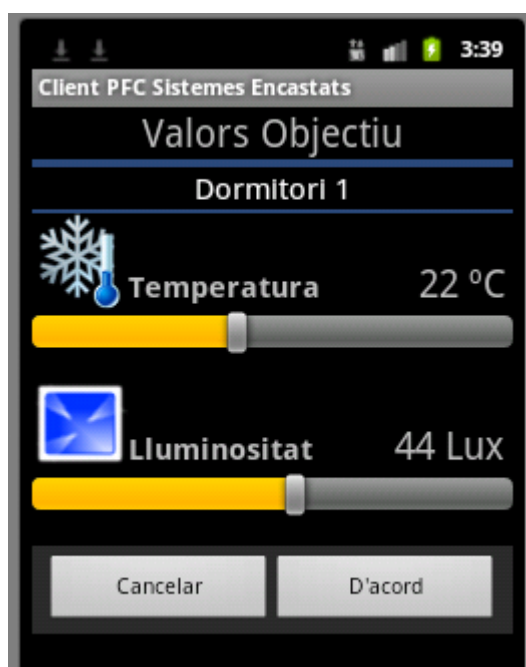 3:39
Client PFC Sistemes Encastats
Valors Objectiu
Dormitori 1
Temperatura 22 ºC
Lluminositat 44 Lux
Cancelar D'acord